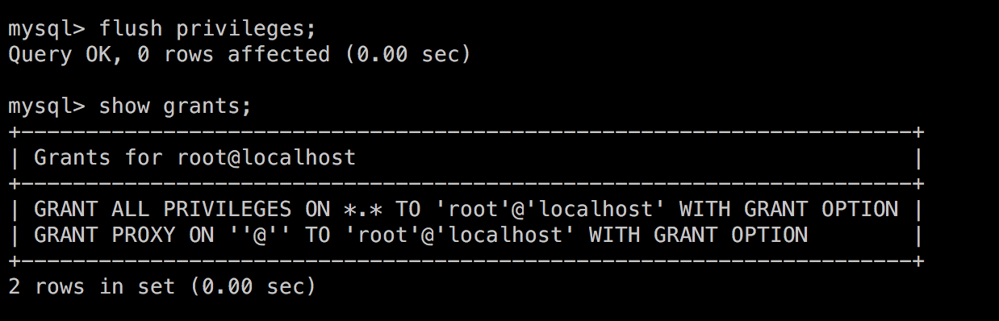 mysql> flush privileges;
Query OK, 0 rows affected (0.00 sec)
mysql> show grants;
+---------------------------------------------------------------------+
| Grants for root@localhost                                           |
+---------------------------------------------------------------------+
| GRANT ALL PRIVILEGES ON *.* TO 'root'@'localhost' WITH GRANT OPTION |
| GRANT PROXY ON ''@'' TO 'root'@'localhost' WITH GRANT OPTION        |
+---------------------------------------------------------------------+
2 rows in set (0.00 sec)